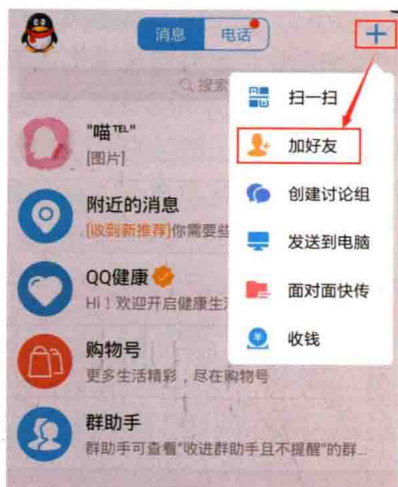 消息 电话
搜索
扫一扫
"喵℡"
[图片]
加好友
创建讨论组
附近的消息
[收到新推荐]你需要些
发送到电脑
QQ健康
Hi！欢迎开启健康生
面对面快传
收钱
购物号
更多生活精彩，尽在购物号
群助手
群助手可查看"收进群助手且不提醒"的群...